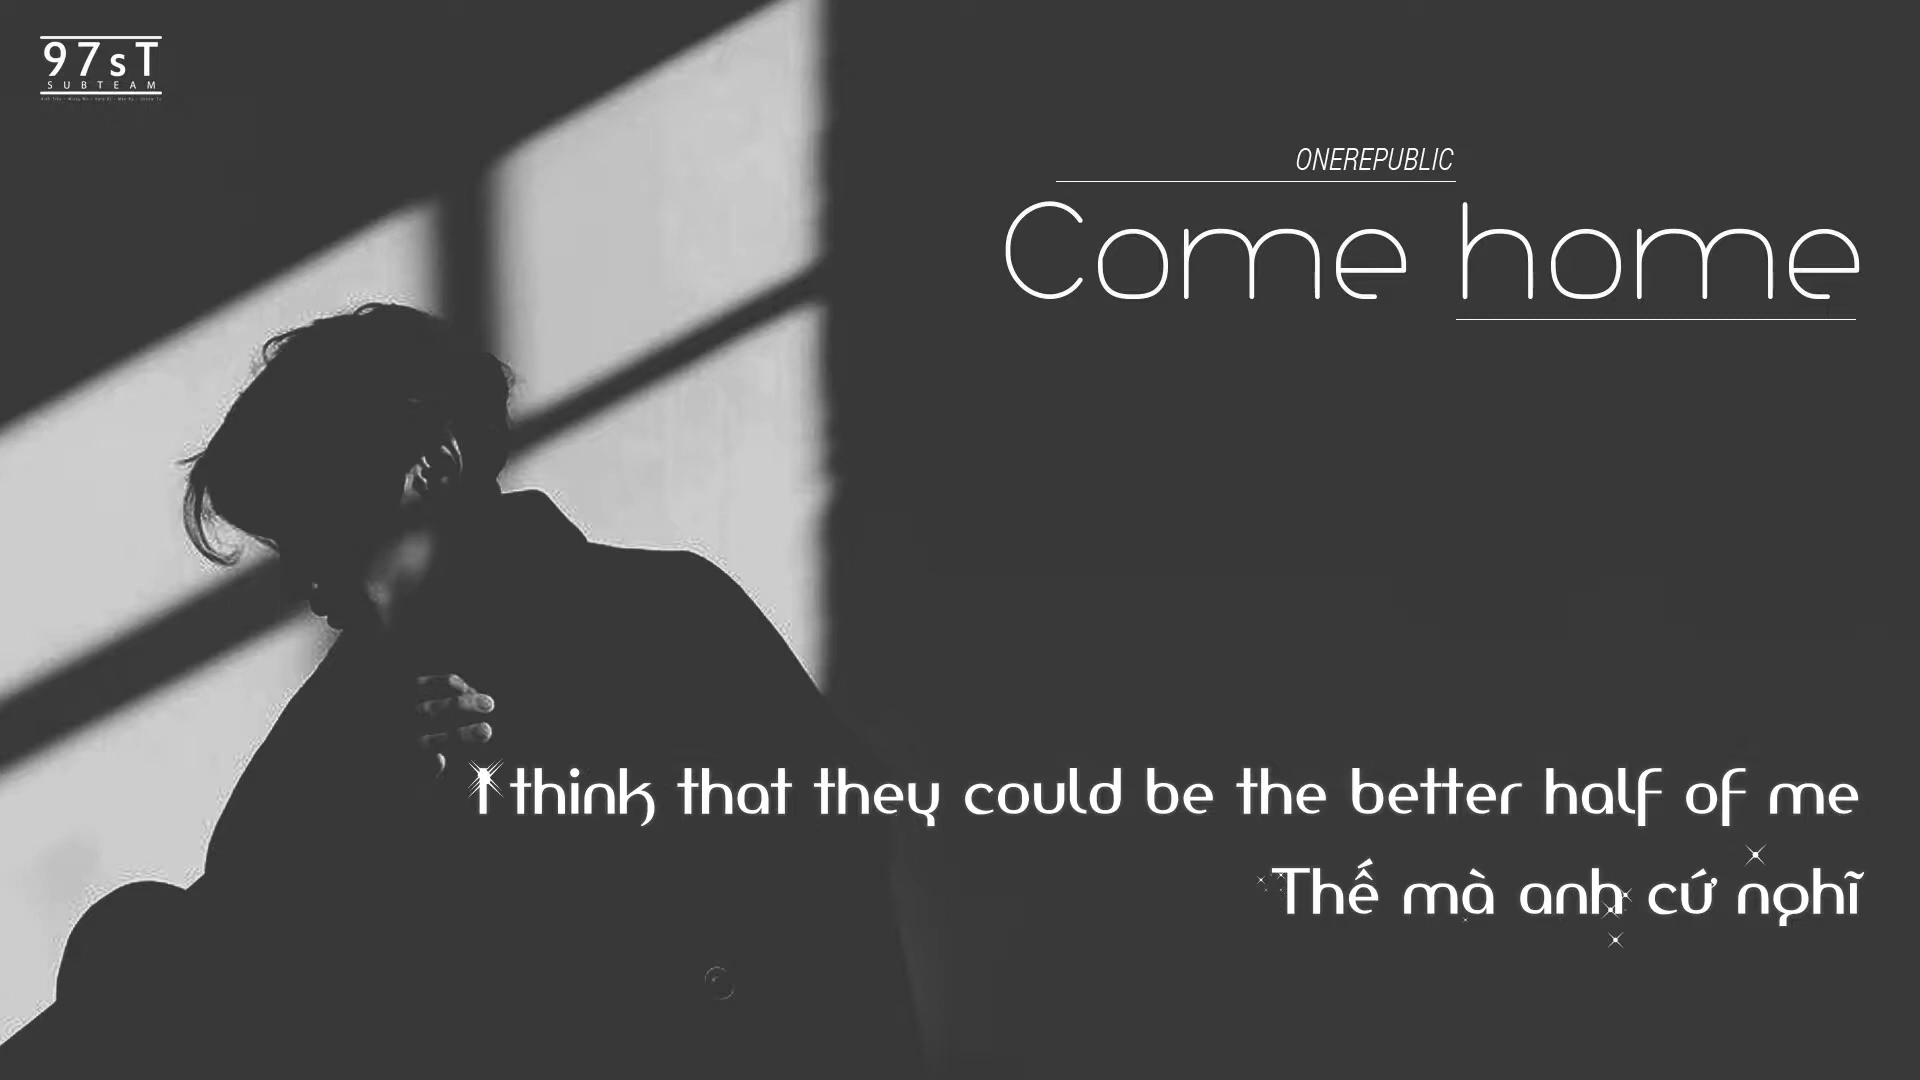 97sT
SUBTEAM
ONEREPUBLIC
Come home
I think that they could be the better half of me
Thế mà anh cứ nghĩ